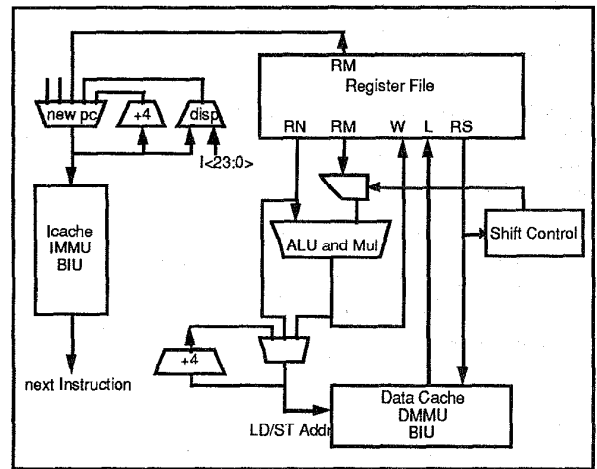 RM
Register File
new pc
+4
disp
RN RM W L RS
I<23:0>
Icache
IMMU
BIU
ALU and Mul
Shift Control
+4
next Instruction
LD/ST Addr
Data Cache
DMMU
BIU